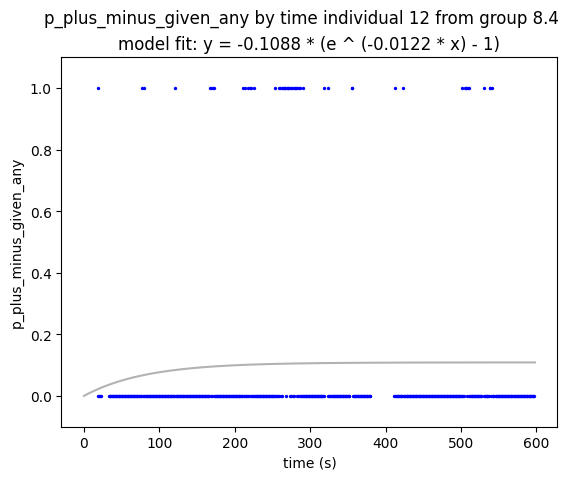 p_plus_minus_given_any by time individual 12 from group 8.4
model fit: y = -0.1088 * (e ^ (-0.0122 * x) - 1)
p_plus_minus_given_any
1.0
0.8
0.6
0.4
0.2
0.0
0 100 200 300 400 500 600
time (s)